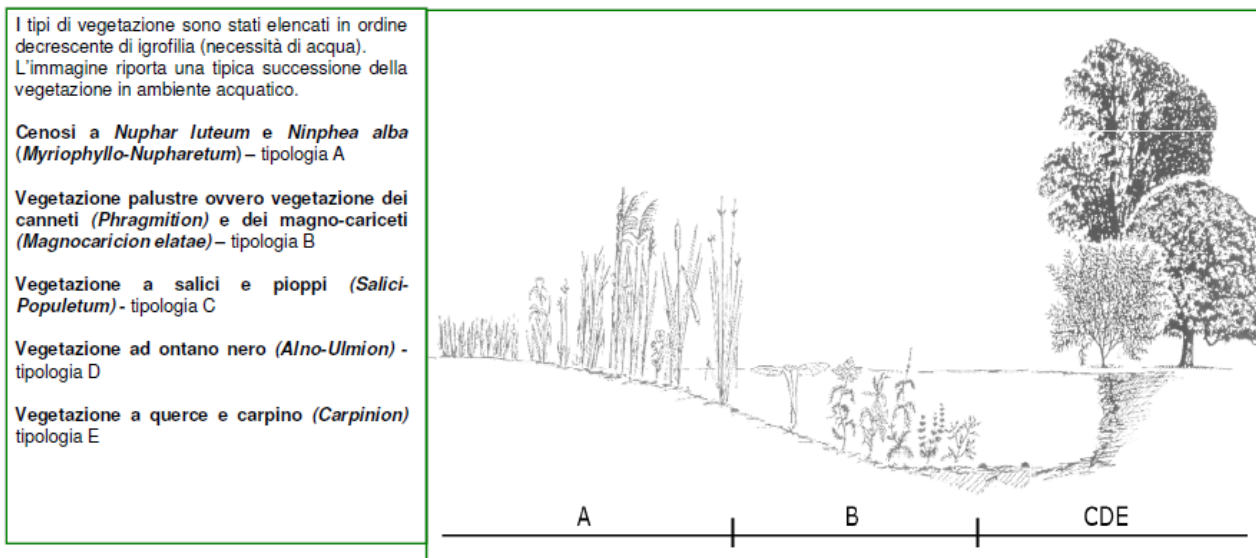 I tipi di vegetazione sono stati elencati in ordine
decrescente di igrofilia (necessità di acqua).
L'immagine riporta una tipica successione della
vegetazione in ambiente acquatico.
Cenosi a Nuphar luteum e Ninphea alba
(Myriophyllo-Nupharetum) – tipologia A
Vegetazione palustre ovvero vegetazione dei
canneti (Phragmition) e dei magno-cariceti
(Magnocaricion elatae) – tipologia B
Vegetazione a salici e pioppi (Salici-
Populetum) - tipologia C
Vegetazione ad ontano nero (Alno-Ulmion) -
tipologia D
Vegetazione a querce e carpino (Carpinion)
tipologia E
A B CDE